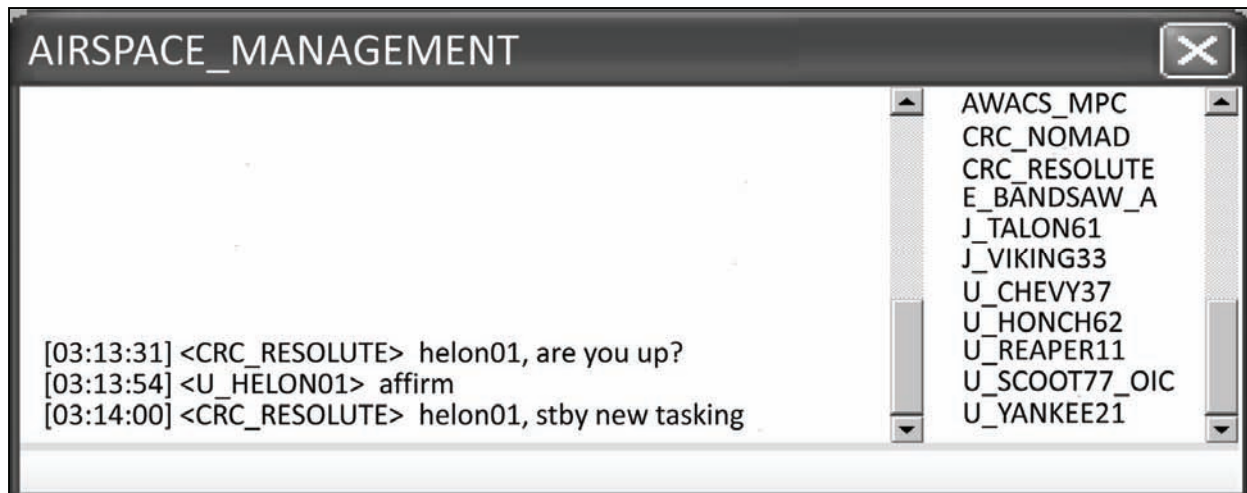 AIRSPACE_MANAGEMENT
[03:13:31] <CRC_RESOLUTE> helon01, are you up?
[03:13:54] <U_HELON01> affirm
[03:14:00] <CRC_RESOLUTE> helon01, stby new tasking
AWACS_MPC
CRC_NOMAD
CRC_RESOLUTE
E_BANDSAW_A
J_TALON61
J_VIKING33
U_CHEVY37
U_HONCH62
U_REAPER11
U_SCOOT77_OIC
U_YANKEE21